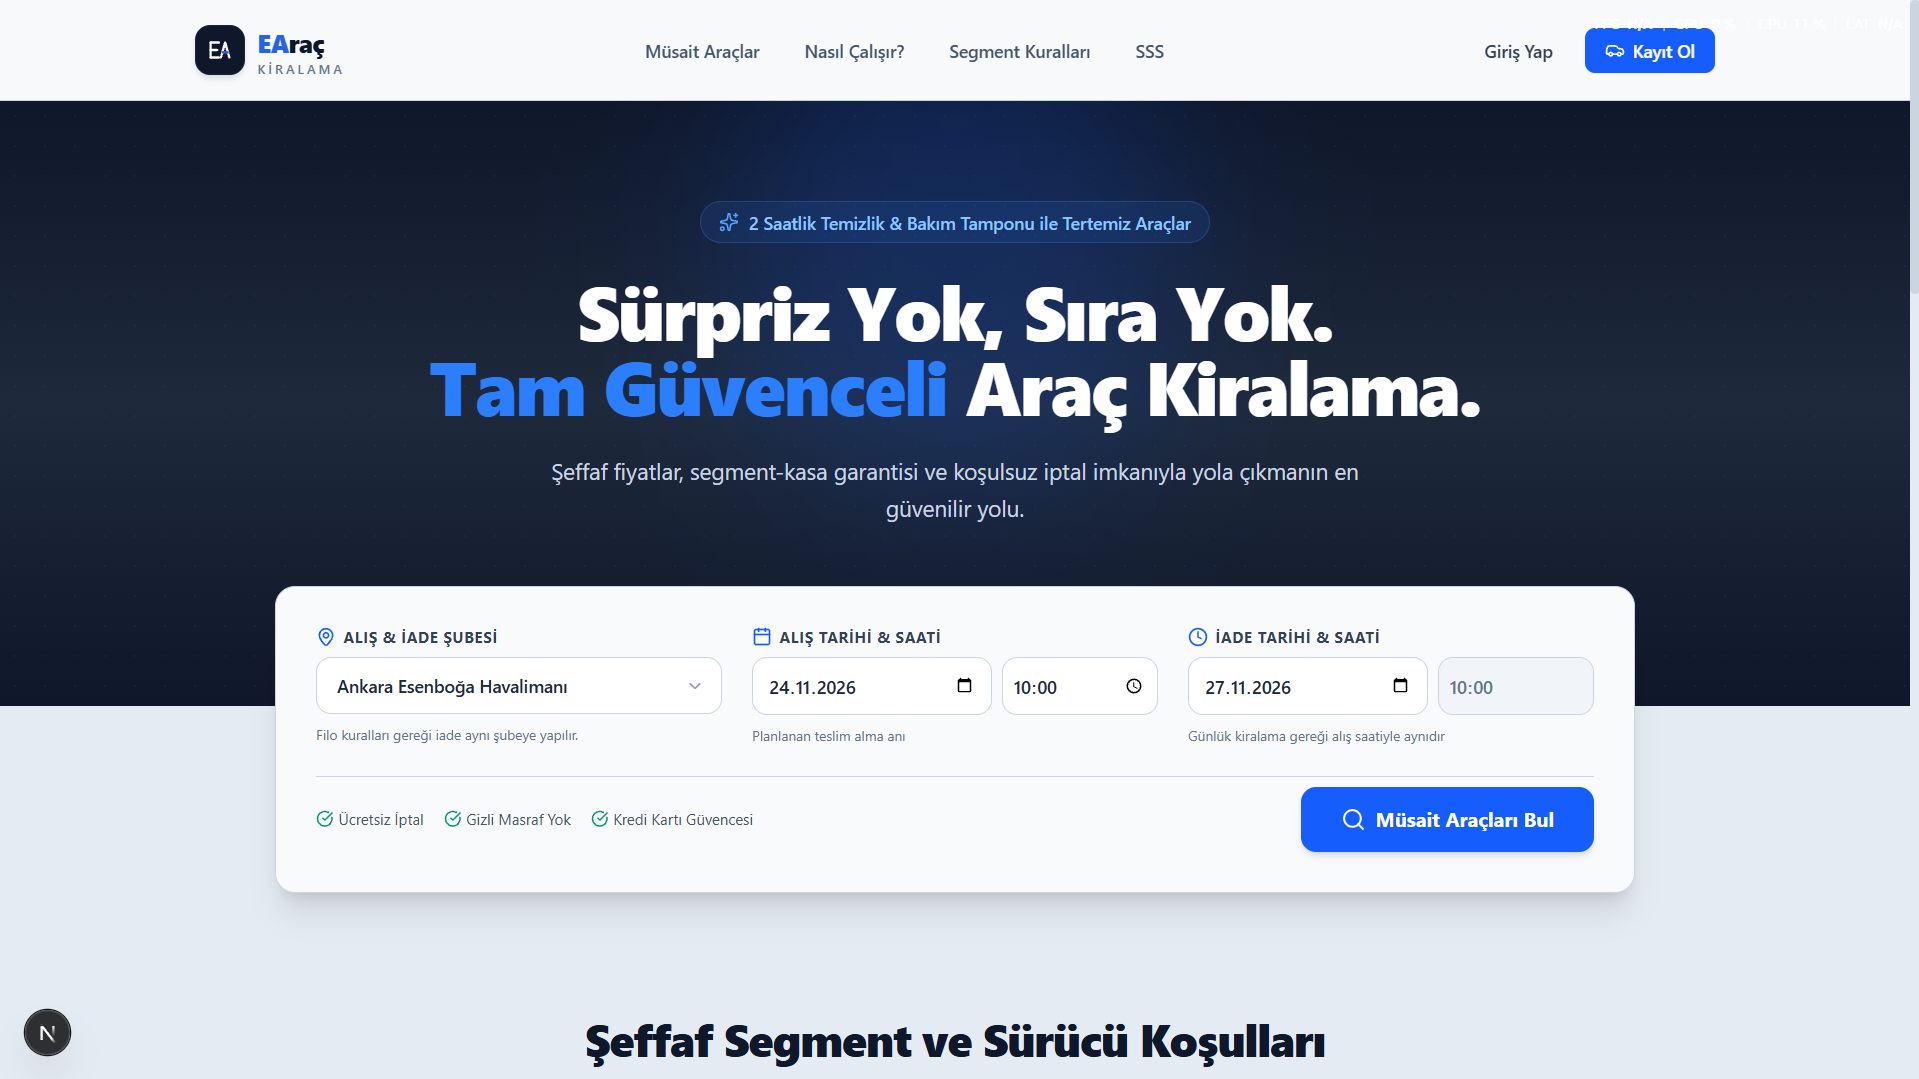 EA
EAraç
KİRALAMA
Müsait Araçlar
Nasıl Çalışır?
Segment Kuralları
SSS
Giriş Yap
Kayıt Ol
2 Saatlik Temizlik & Bakım Tamponu ile Tertemiz Araçlar
Sürpriz Yok, Sıra Yok.
Tam Güvenceli Araç Kiralama.
Şeffaf fiyatlar, segment-kasa garantisi ve koşulsuz iptal imkanıyla yola çıkmanın en
güvenilir yolu.
ALIŞ & İADE ŞUBESİ
Ankara Esenboğa Havalimanı
Filo kuralları gereği iade aynı şubeye yapılır.
ALIŞ TARİHİ & SAATİ
24.11.2026
10:00
Planlanan teslim alma anı
İADE TARİHİ & SAATİ
27.11.2026
10:00
Günlük kiralama gereği alış saatiyle aynıdır
Ücretsiz İptal
Gizli Masraf Yok
Kredi Kartı Güvencesi
Müsait Araçları Bul
N
Şeffaf Segment ve Sürücü Koşulları